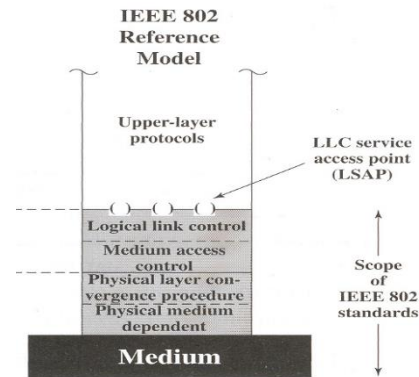 IEEE 802
Reference
Model
Upper-layer
protocols
LLC service
access point
(LSAP)
Logical link control
Medium access
control
Physical layer con-
vergence procedure
Physical medium
dependent
Medium
Scope
of
IEEE 802
standards